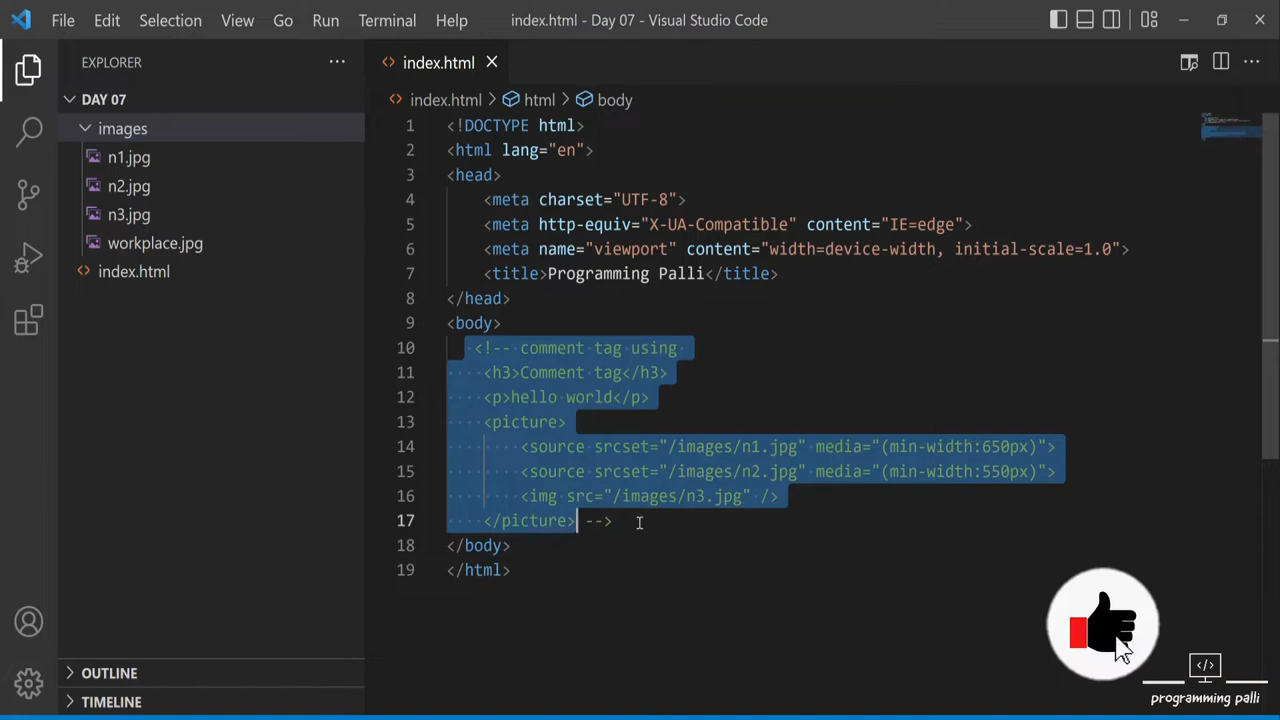 File Edit Selection View Go Run Terminal Help index.html - Day 07 - Visual Studio Code
EXPLORER
DAY 07
images
n1.jpg
n2.jpg
n3.jpg
workplace.jpg
index.html
OUTLINE
TIMELINE
index.html
index.html > html > body
1 <!DOCTYPE html>
2 <html lang="en">
3 <head>
4 <meta charset="UTF-8">
5 <meta http-equiv="X-UA-Compatible" content="IE=edge">
6 <meta name="viewport" content="width=device-width, initial-scale=1.0">
7 <title>Programming Palli</title>
8 </head>
9 <body>
10 <!-- comment tag using
11 <h3>Comment tag</h3>
12 <p>hello world</p>
13 <picture>
14 <source srcset="/images/n1.jpg" media="(min-width:650px)">
15 <source srcset="/images/n2.jpg" media="(min-width:550px)">
16 <img src="/images/n3.jpg" />
17 </picture> -->
18 </body>
19 </html>
</>
programming palli